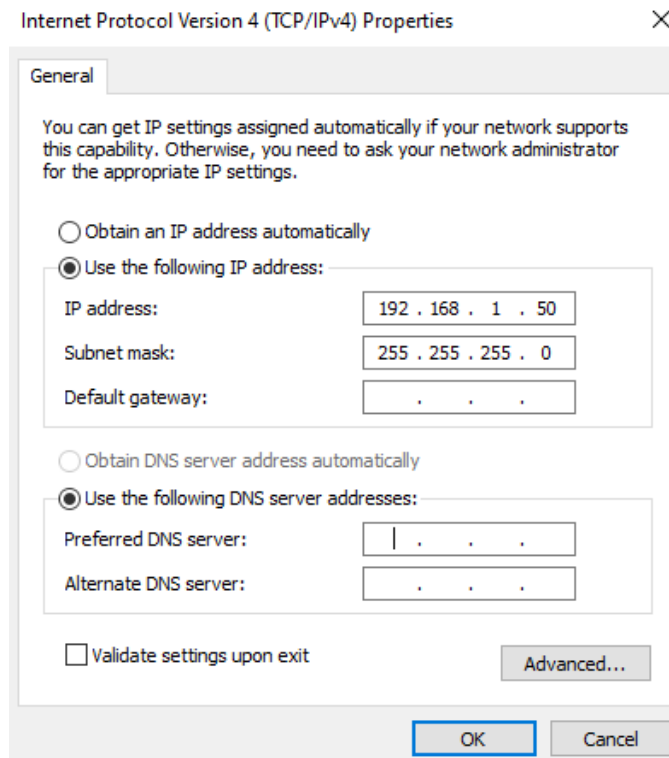 Internet Protocol Version 4 (TCP/IPv4) Properties
General
You can get IP settings assigned automatically if your network supports
this capability. Otherwise, you need to ask your network administrator
for the appropriate IP settings.
Obtain an IP address automatically
Use the following IP address:
IP address: 192 . 168 . 1 . 50
Subnet mask: 255 . 255 . 255 . 0
Default gateway: . . .
Obtain DNS server address automatically
Use the following DNS server addresses:
Preferred DNS server: . . .
Alternate DNS server: . . .
Validate settings upon exit
Advanced...
OK Cancel